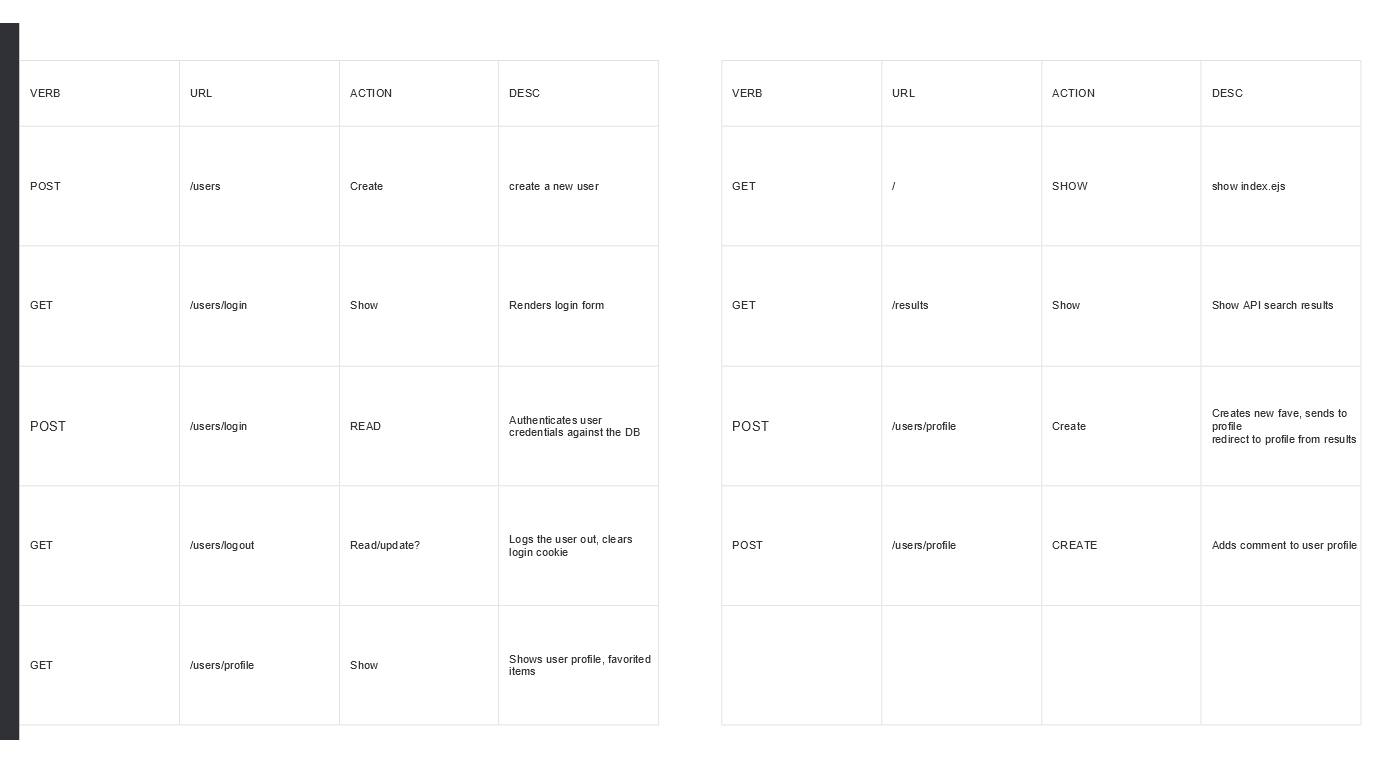 VERB URL ACTION DESC
POST /users Create create a new user
GET /users/login Show Renders login form
POST /users/login READ Authenticates user
credentials against the DB
GET /users/logout Read/update? Logs the user out, clears
login cookie
GET /users/profile Show Shows user profile, favorited
items
VERB URL ACTION DESC
GET / SHOW show index.ejs
GET /results Show Show API search results
POST /users/profile Create Creates new fave, sends to
profile
redirect to profile from results
POST /users/profile CREATE Adds comment to user profile